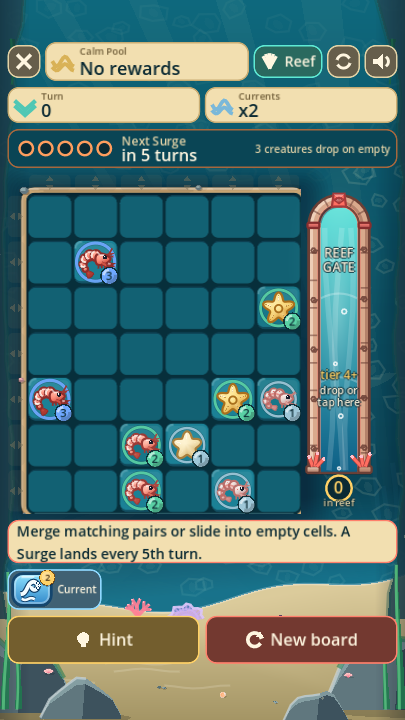 Calm Pool
No rewards
Reef
Turn
0
Currents
x2
Next Surge
in 5 turns
3 creatures drop on empty
3
REEF
GATE
2
tier 4+
drop or
tap here
3
2
1
2
1
2
1
0
in reef
Merge matching pairs or slide into empty cells. A
Surge lands every 5th turn.
2
Current
Hint
New board